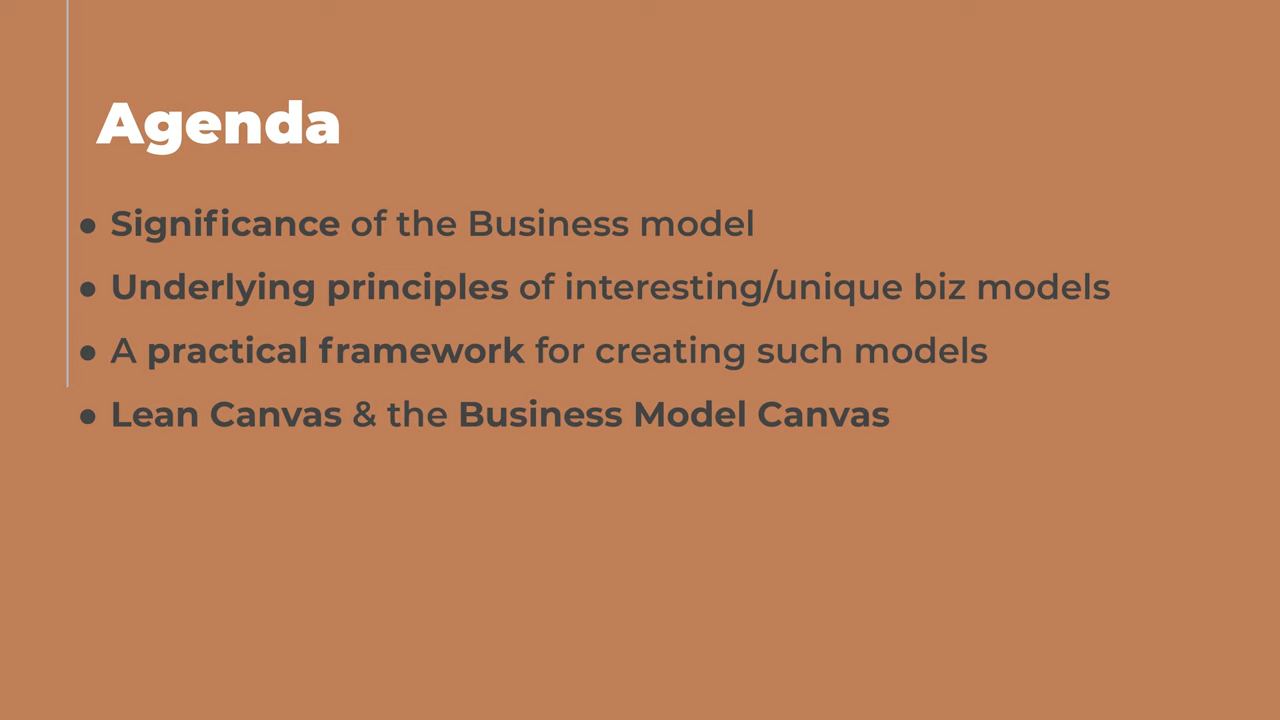 Agenda
● Significance of the Business model
● Underlying principles of interesting/unique biz models
● A practical framework for creating such models
● Lean Canvas & the Business Model Canvas